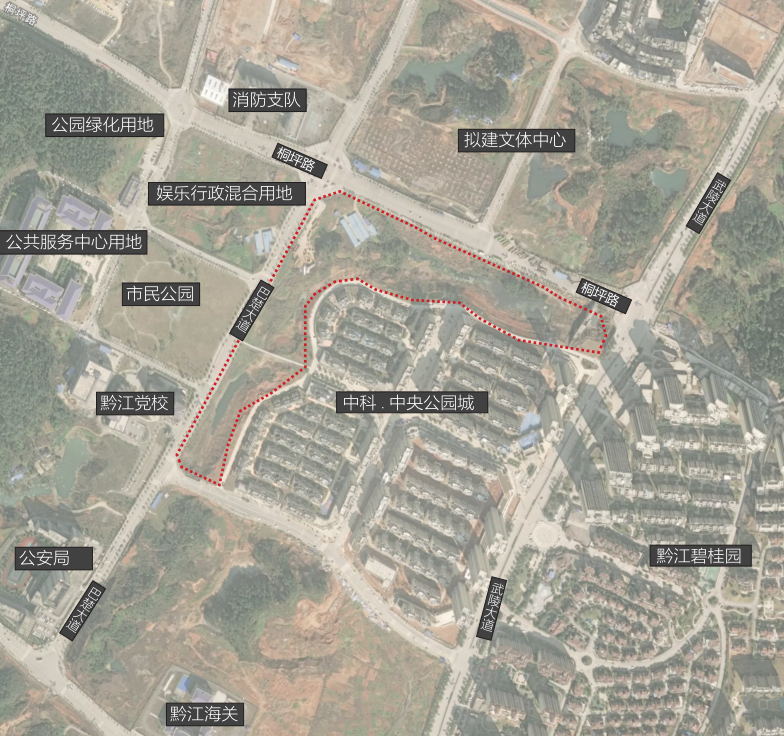 桐坪路
消防支队
公园绿化用地
拟建文体中心
桐坪路
武陵大道
娱乐行政混合用地
公共服务中心用地
市民公园
桐坪路
巴楚大道
黔江党校
中科.中央公园城
公安局
黔江碧桂园
巴楚大道
武陵大道
黔江海关